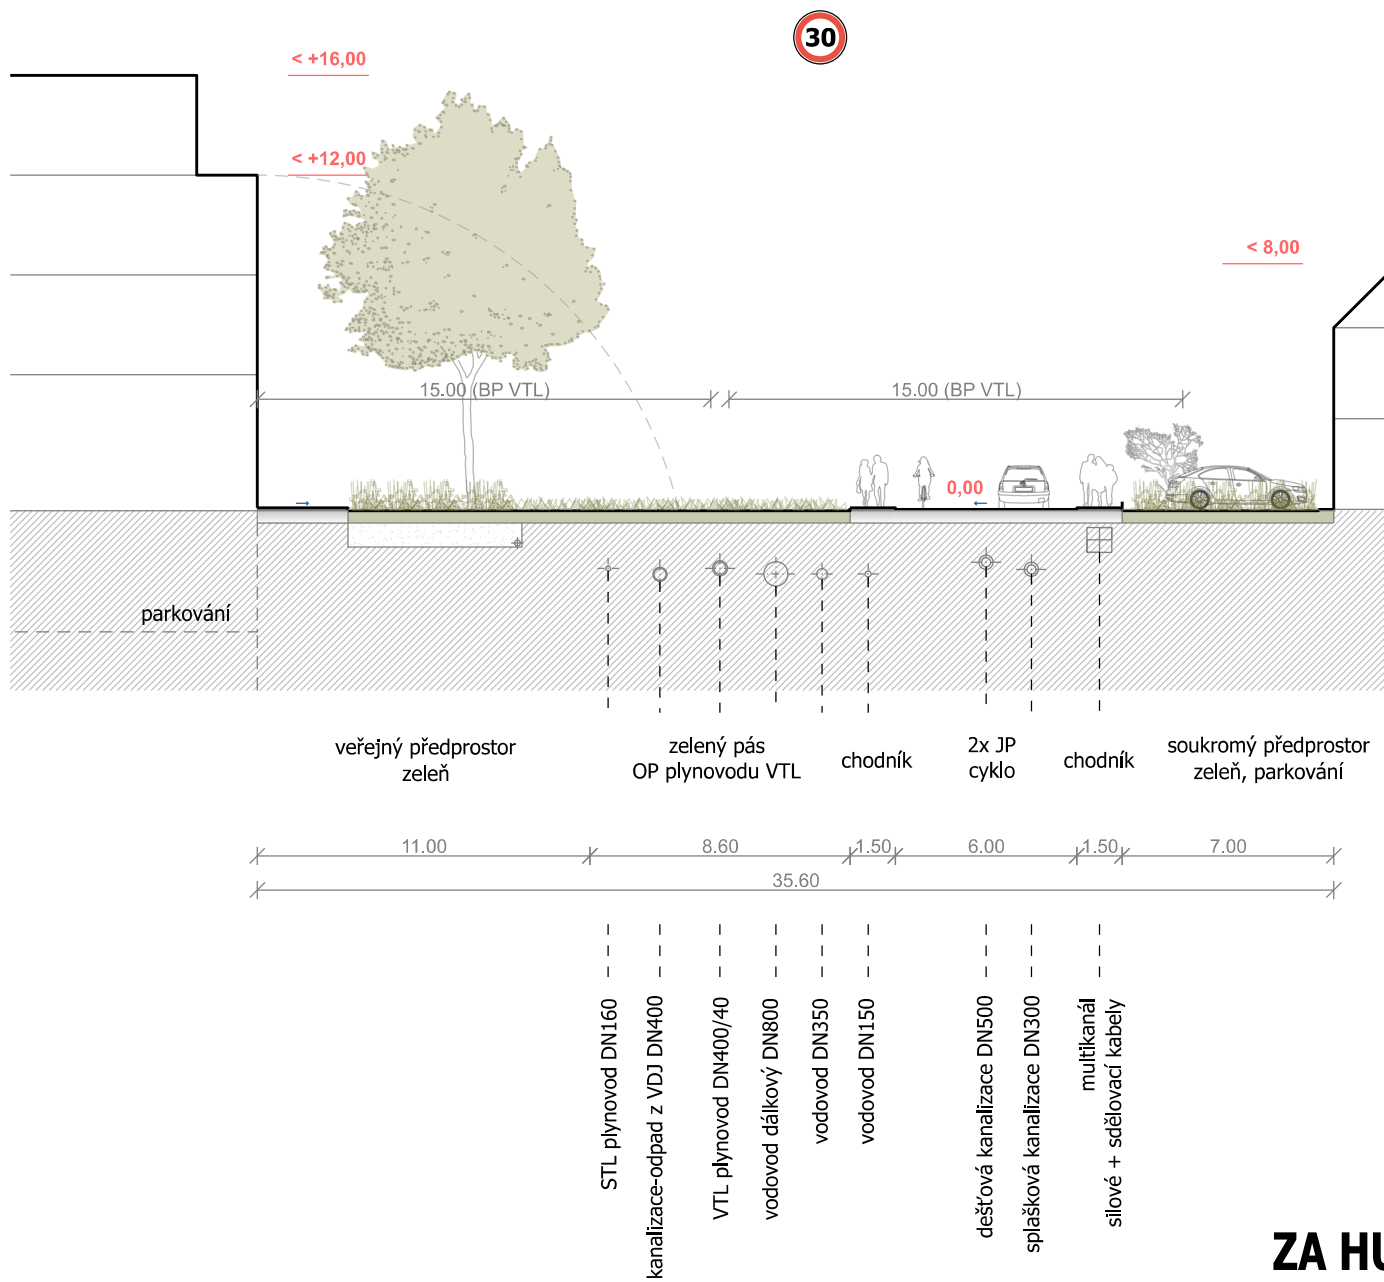 30
< +16,00
< +12,00
< 8,00
15.00 (BP VTL)
15.00 (BP VTL)
0,00
parkování
veřejný předprostor
zeleň
zelený pás
OP plynovodu VTL
chodník
2x JP
cyklo
chodník
soukromý předprostor
zeleň, parkování
11.00
8.60
1.50
6.00
1.50
7.00
35.60
STL plynovod DN160
kanalizace-odpad z VDJ DN400
VTL plynovod DN400/40
vodovod dálkový DN800
vodovod DN350
vodovod DN150
dešťová kanalizace DN500
splašková kanalizace DN300
multikanál
silové + sdělovací kabely
ZA HU